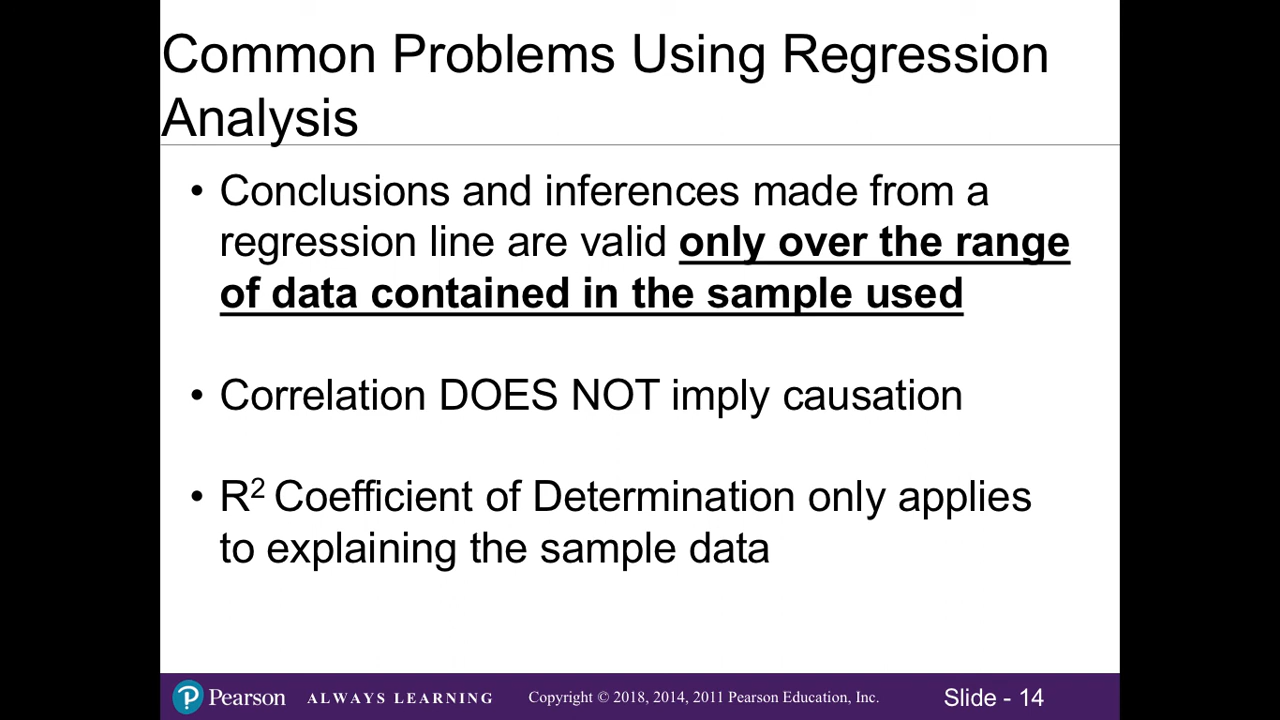 Common Problems Using Regression
Analysis
• Conclusions and inferences made from a
regression line are valid only over the range
of data contained in the sample used
• Correlation DOES NOT imply causation
• R² Coefficient of Determination only applies
to explaining the sample data
P Pearson ALWAYS LEARNING Copyright © 2018, 2014, 2011 Pearson Education, Inc. Slide - 14